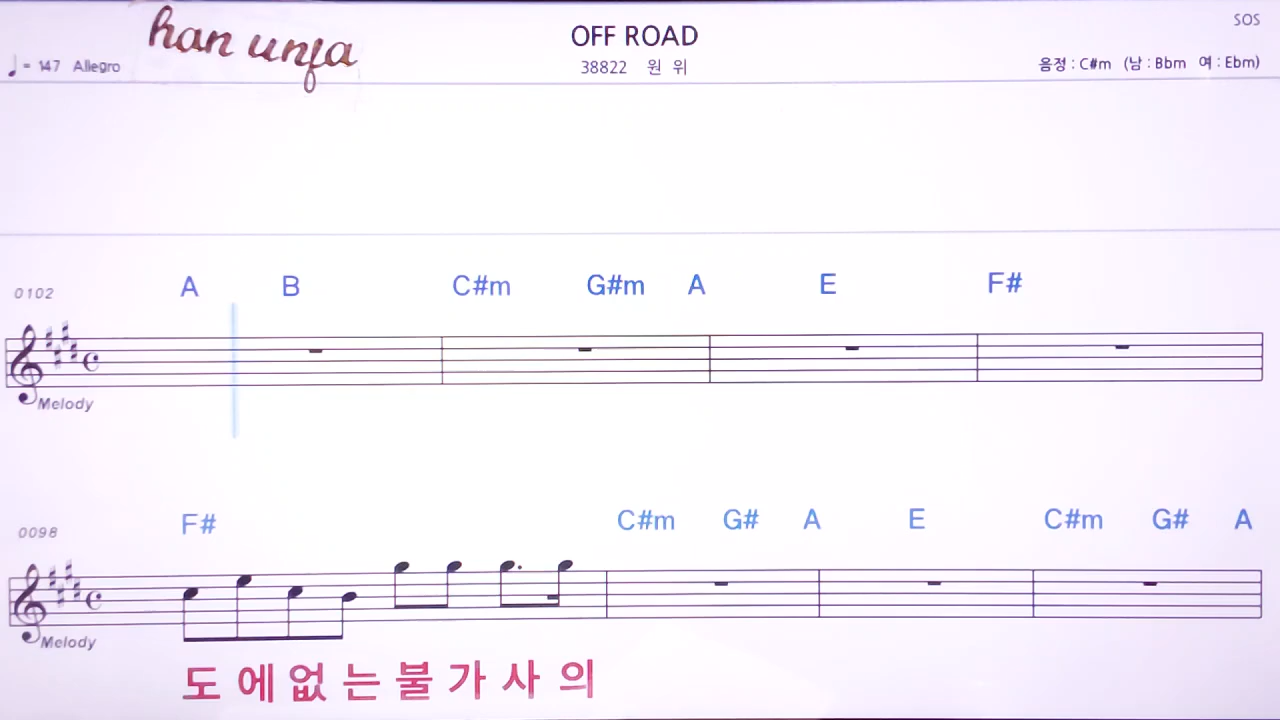 SOS
han unja
OFF ROAD
♩= 147 Allegro
38822 원 위
음정 : C#m (남 : Bbm 여 : Ebm)
0102
A B C#m G#m A E F#
Melody
0098
F# C#m G# A E C#m G# A
Melody
도 에 없 는 불 가 사 의